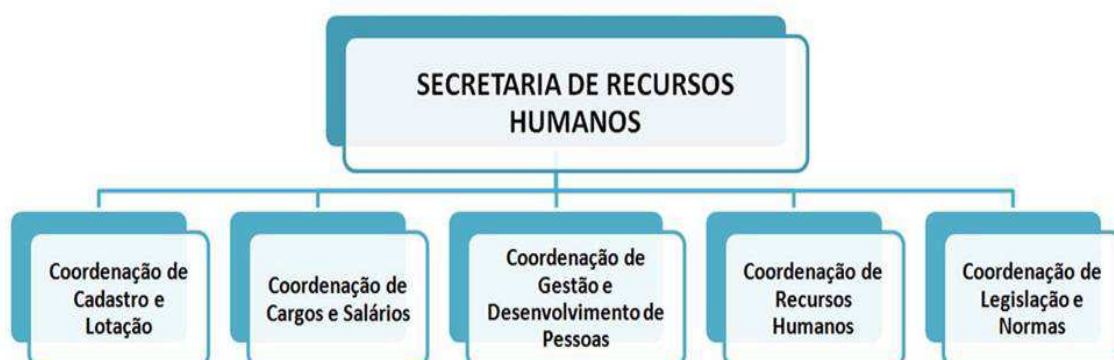 SECRETARIA DE RECURSOS
HUMANOS
Coordenação de
Cadastro e
Lotação
Coordenação de
Cargos e Salários
Coordenação de
Gestão e
Desenvolvimento de
Pessoas
Coordenação de
Recursos
Humanos
Coordenação de
Legislação e
Normas